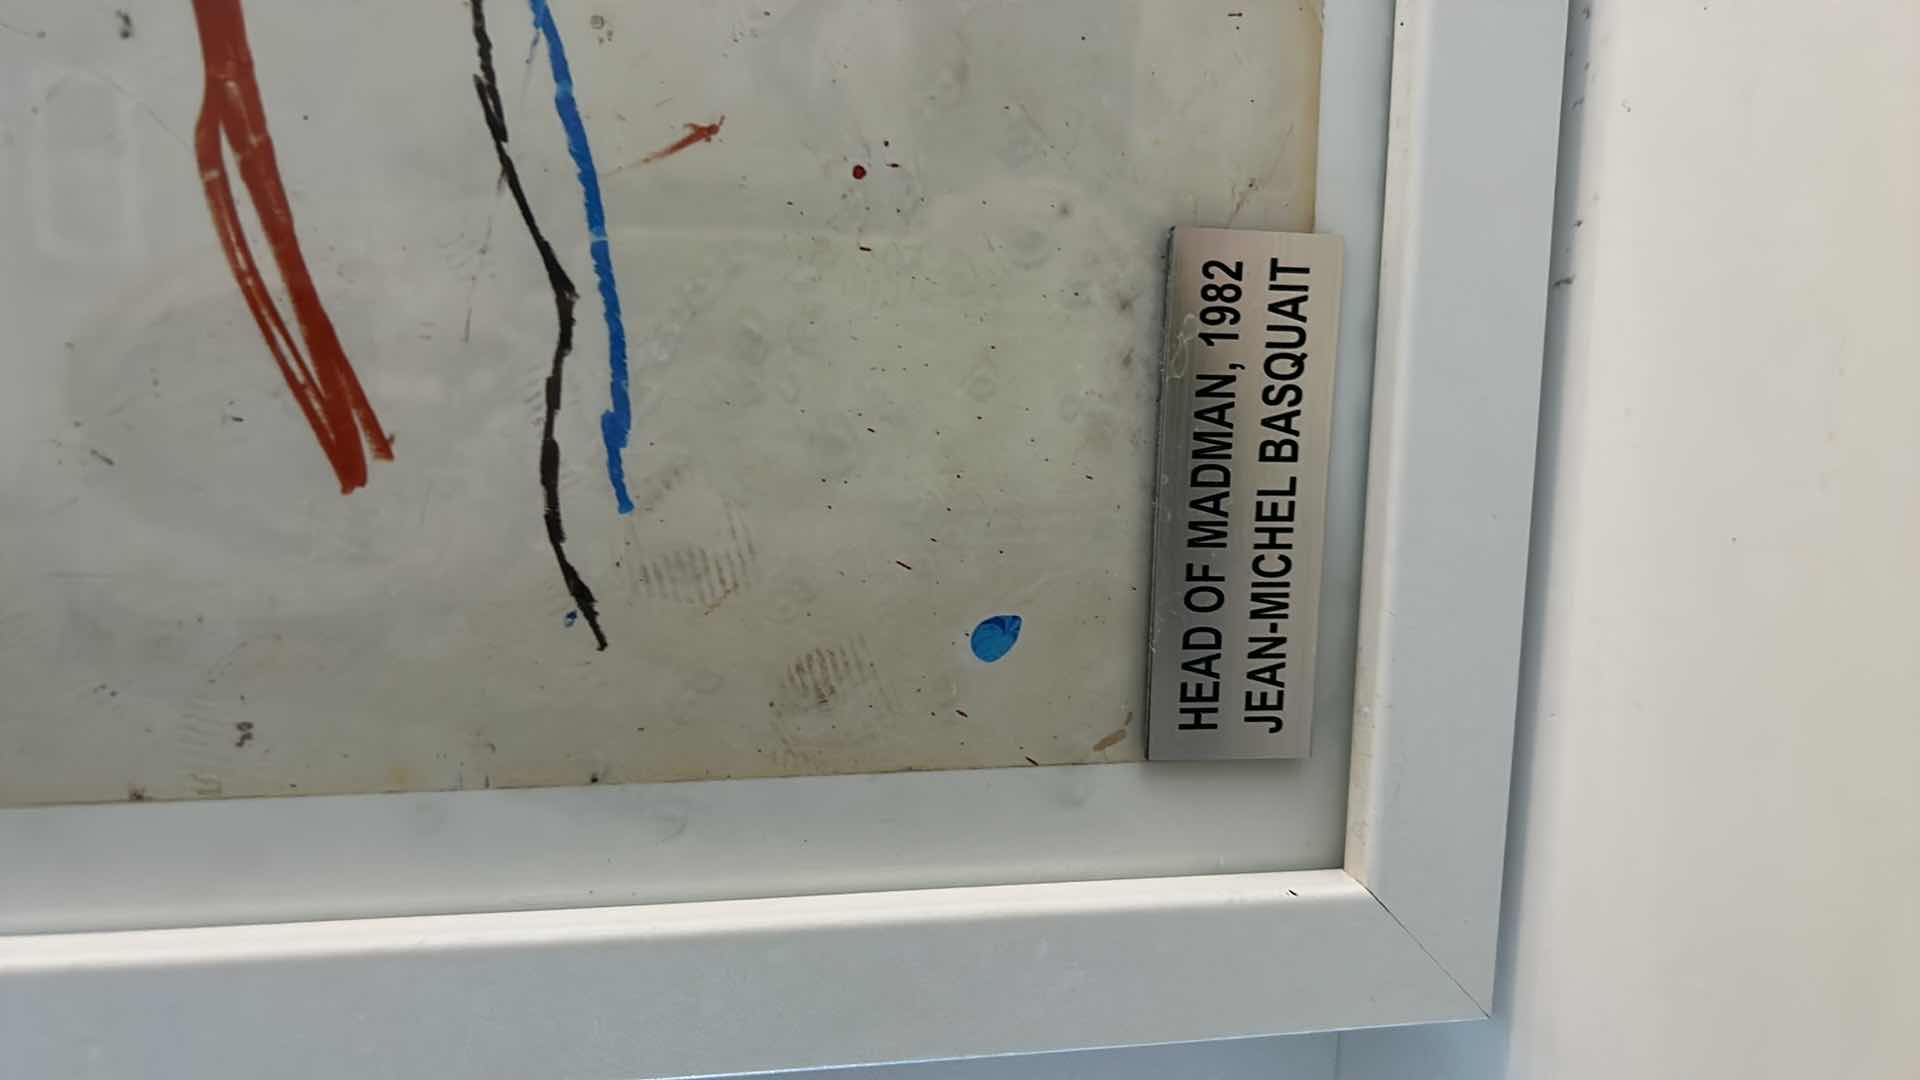 HEAD OF MADMAN, 1982
JEAN-MICHEL BASQUAIT